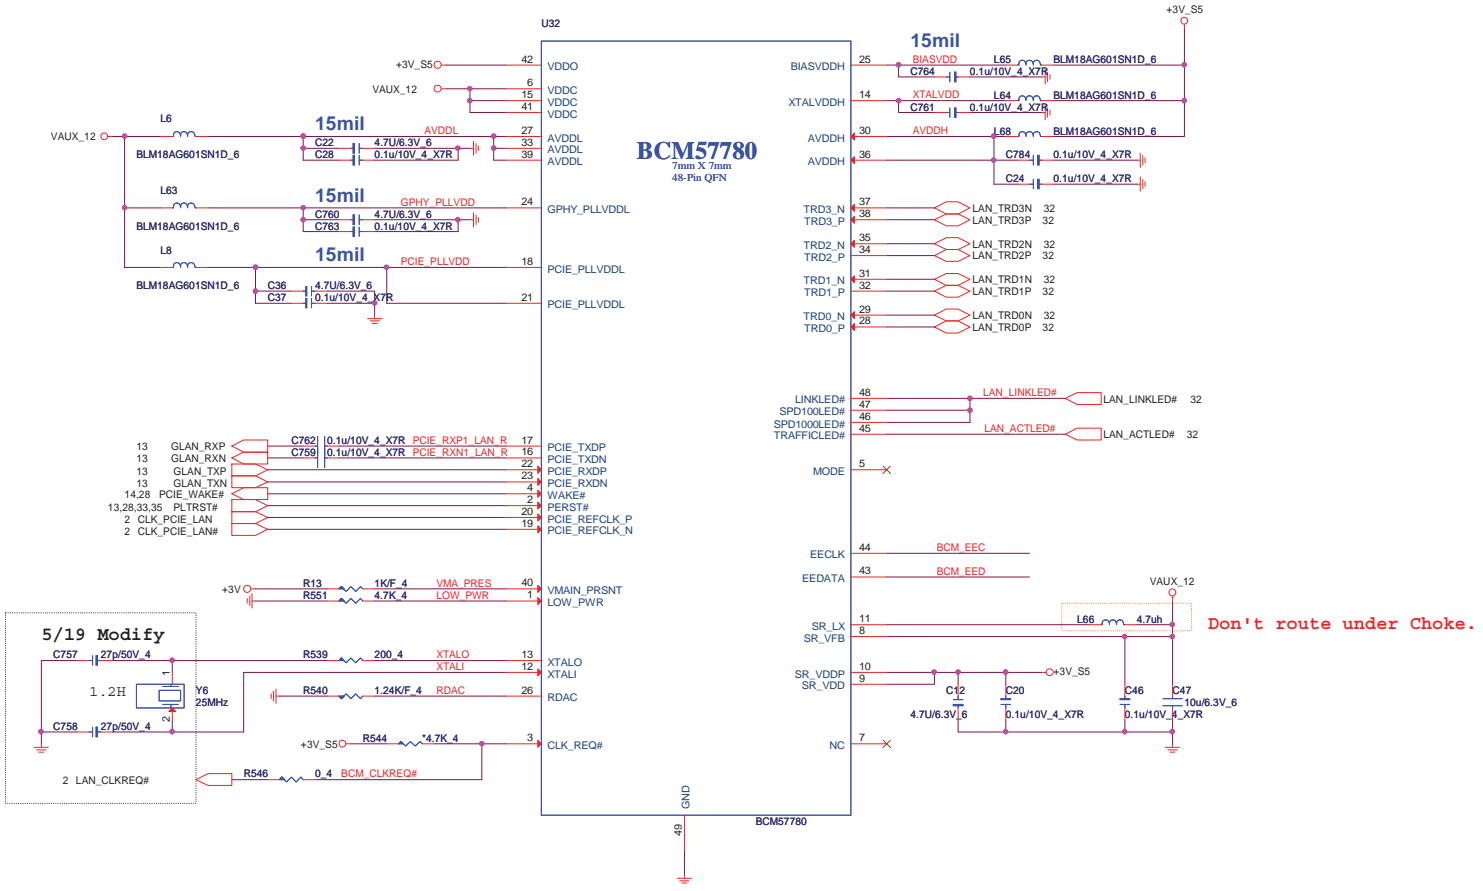 U32
+3V_S5
15mil
+3V_S5 42 VDDO
VAUX_12 6 VDDC
15 VDDC
41 VDDC
BIASVDDH 25 BIASVDD L65 BLM18AG601SN1D_6
C764 0.1u/10V_4_X7R
XTALVDDH 14 XTALVDD L64 BLM18AG601SN1D_6
C761 0.1u/10V_4_X7R
L6
15mil
VAUX_12 AVDDL 27 AVDDL
BLM18AG601SN1D_6 C22 4.7U/6.3V_6 33 AVDDL
C28 0.1u/10V_4_X7R 39 AVDDL
BCM57780
7mm X 7mm
48-Pin QFN
AVDDH 30 AVDDH L68 BLM18AG601SN1D_6
AVDDH 36 C784 0.1u/10V_4_X7R
C24 0.1u/10V_4_X7R
L63
15mil
GPHY_PLLVDD 24 GPHY_PLLVDDL
BLM18AG601SN1D_6 C760 4.7U/6.3V_6
C763 0.1u/10V_4_X7R
L8
15mil
PCIE_PLLVDD 18 PCIE_PLLVDDL
BLM18AG601SN1D_6 C36 4.7U/6.3V_6
C37 0.1u/10V_4_X7R 21 PCIE_PLLVDDL
TRD3_N 37 LAN_TRD3N 32
TRD3_P 38 LAN_TRD3P 32
TRD2_N 35 LAN_TRD2N 32
TRD2_P 34 LAN_TRD2P 32
TRD1_N 31 LAN_TRD1N 32
TRD1_P 32 LAN_TRD1P 32
TRD0_N 29 LAN_TRD0N 32
TRD0_P 28 LAN_TRD0P 32
LINKLED# 48 LAN_LINKLED# LAN_LINKLED# 32
SPD100LED# 47
SPD1000LED# 46
TRAFFICLED# 45 LAN_ACTLED# LAN_ACTLED# 32
MODE 5
13 GLAN_RXP C762 0.1u/10V_4_X7R PCIE_RXP1_LAN_R 17 PCIE_TXDP
13 GLAN_RXN C759 0.1u/10V_4_X7R PCIE_RXN1_LAN_R 16 PCIE_TXDN
13 GLAN_TXP 22 PCIE_RXDP
13 GLAN_TXN 23 PCIE_RXDN
14,28 PCIE_WAKE# 4 WAKE#
13,28,33,35 PLTRST# 2 PERST#
2 CLK_PCIE_LAN 20 PCIE_REFCLK_P
2 CLK_PCIE_LAN# 19 PCIE_REFCLK_N
EECLK 44 BCM_EEC
EEDATA 43 BCM_EED
+3V R13 1K/F_4 VMA_PRES 40 VMAIN_PRSNT
R551 4.7K_4 LOW_PWR 1 LOW_PWR
VAUX_12
SR_LX 11 L66 4.7uh
SR_VFB 8
Don't route under Choke.
5/19 Modify
C757 27p/50V_4 R539 200_4 XTALO 13 XTALO
XTALI 12 XTALI
1
1.2H Y6
25MHz
2
R540 1.24K/F_4 RDAC 26 RDAC
C758 27p/50V_4
SR_VDDP 10 +3V_S5
SR_VDD 9
C12 C20 C46 C47
4.7U/6.3V_6 0.1u/10V_4_X7R 0.1u/10V_4_X7R 10u/6.3V_6
+3V_S5 R544 *4.7K_4 3 CLK_REQ#
NC 7
2 LAN_CLKREQ# R546 0_4 BCM_CLKREQ#
GND
49
BCM57780